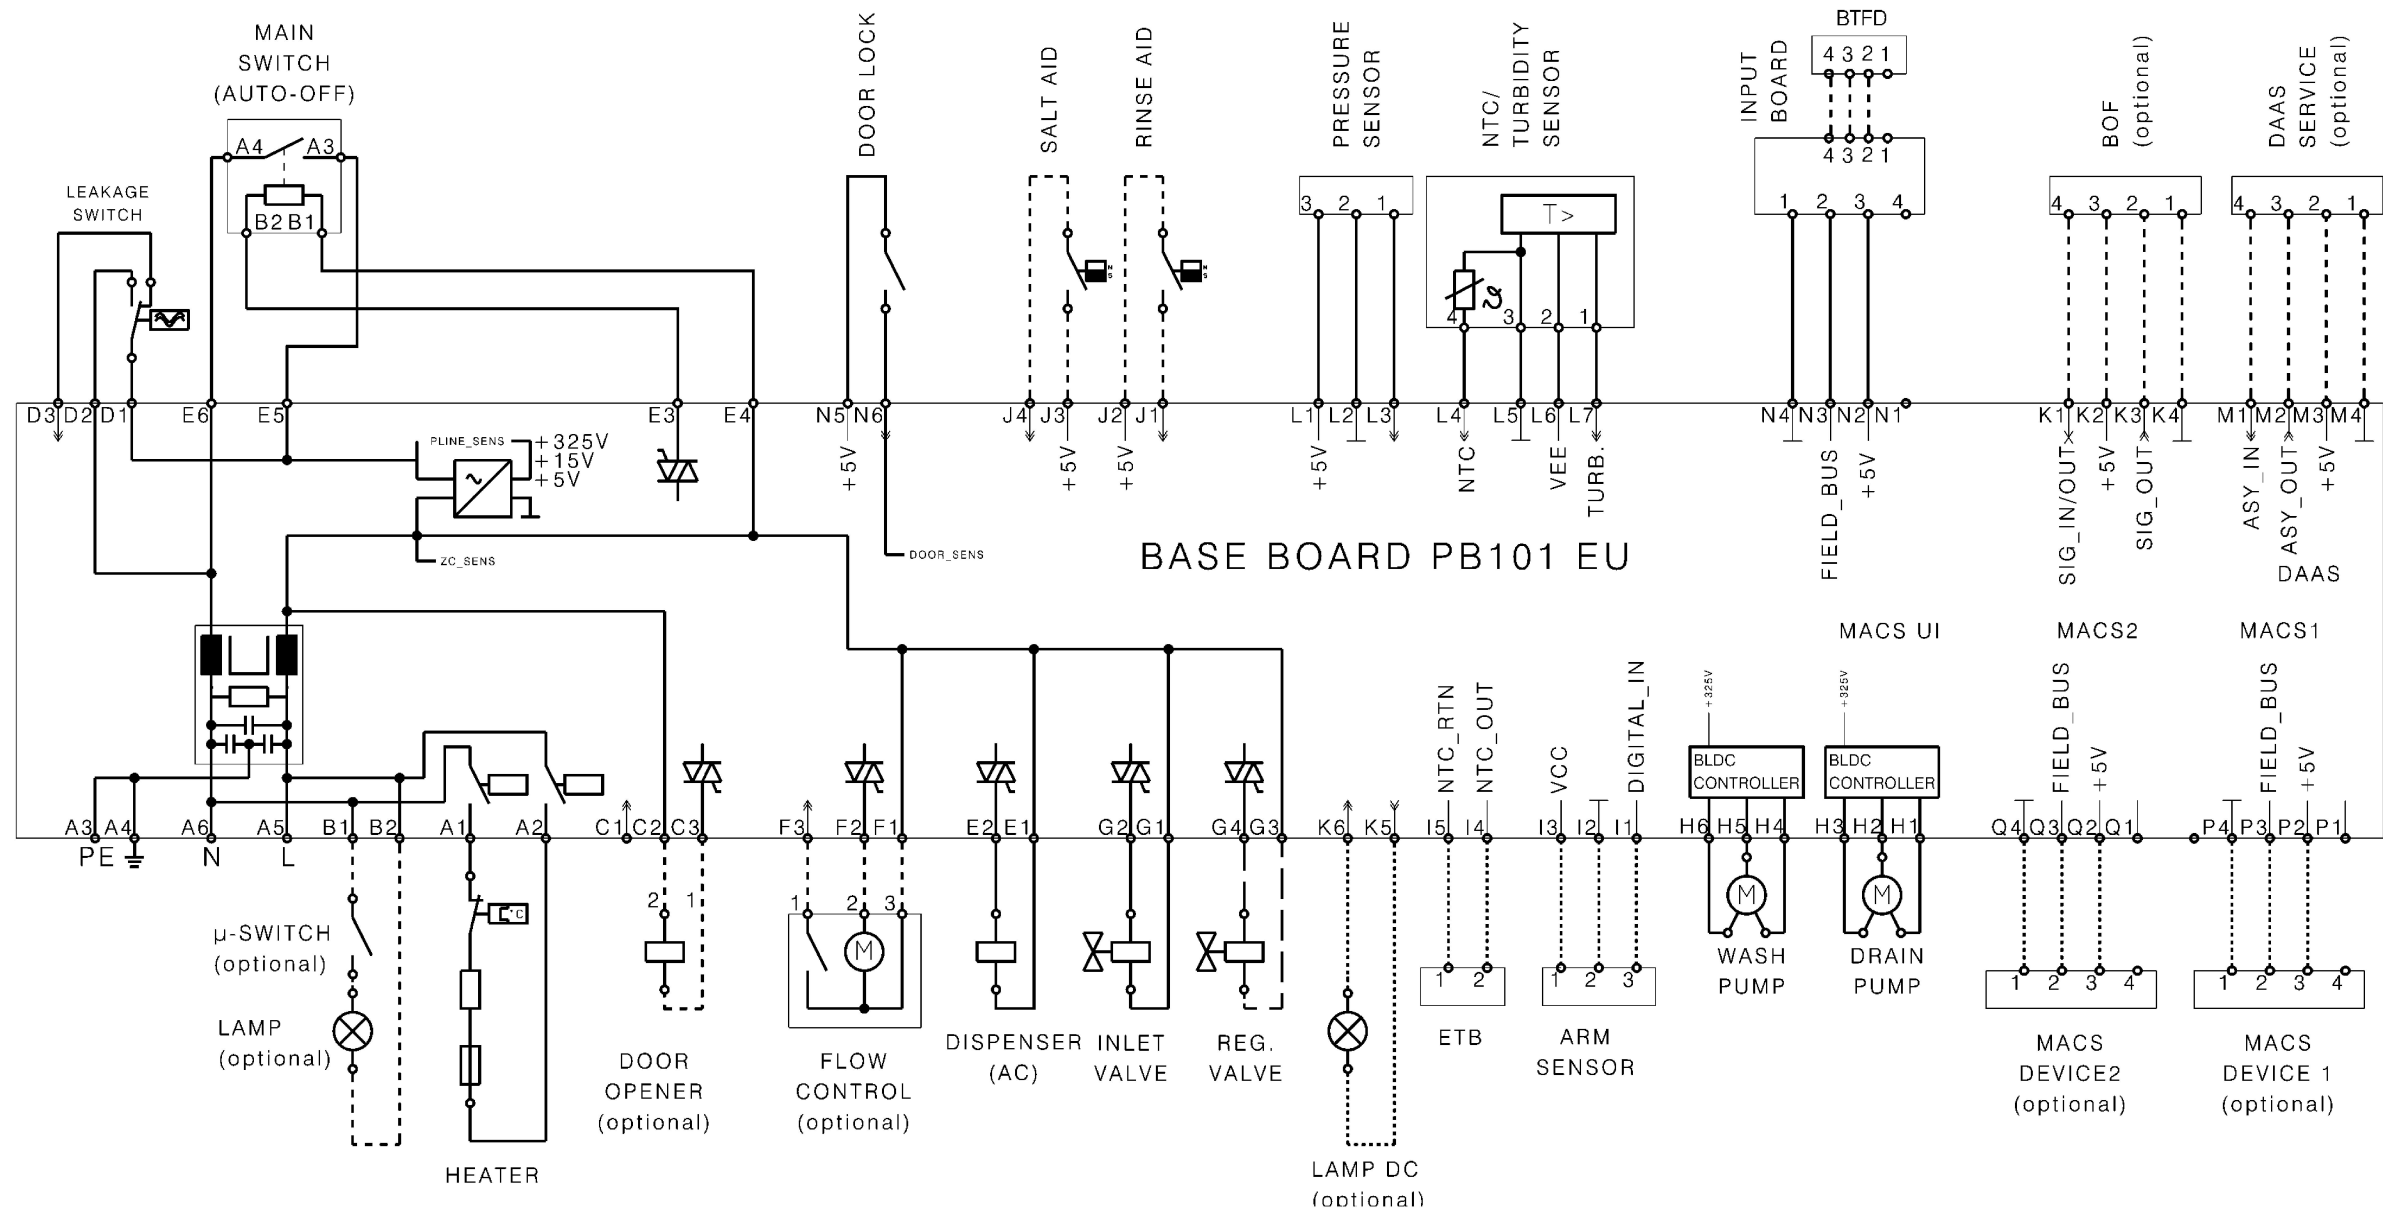 MAIN
SWITCH
(AUTO-OFF)
DOOR LOCK
SALT AID
RINSE AID
PRESSURE
SENSOR
NTC/
TURBIDITY
SENSOR
INPUT
BOARD
BTFD
4 3 2 1
BOF
(optional)
DAAS
SERVICE
(optional)
A4 A3
B2 B1
LEAKAGE
SWITCH
3 2 1
T>
4 3 2 1
4 3 2 1
1 2 3 4
4 3 2 1
4 3 2 1
°C
D3 D2 D1 E6 E5 E3 E4 N5 N6 J4 J3 J2 J1 L1 L2 L3 L4 L5 L6 L7 N4 N3 N2 N1 K1 K2 K3 K4 M1 M2 M3 M4
PLINE_SENS
+325V
+15V
+5V
+5V
+5V
+5V
+5V
NTC
VEE
TURB.
FIELD_BUS
+5V
SIG_IN/OUT
+5V
SIG_OUT
ASY_IN
ASY_OUT
+5V
ZC_SENS
DOOR_SENS
BASE BOARD PB101 EU
DAAS
MACS UI
MACS2
MACS1
NTC_RTN
NTC_OUT
VCC
DIGITAL_IN
+325V
+325V
FIELD_BUS
+5V
FIELD_BUS
+5V
BLDC
CONTROLLER
BLDC
CONTROLLER
A3 A4 A6 A5 B1 B2 A1 A2 C1 C2 C3 F3 F2 F1 E2 E1 G2 G1 G4 G3 K6 K5 I5 I4 I3 I2 I1 H6 H5 H4 H3 H2 H1 Q4 Q3 Q2 Q1 P4 P3 P2 P1
PE N L
2 1
1 2 3
M
M
M
µ-SWITCH
(optional)
LAMP
(optional)
HEATER
DOOR
OPENER
(optional)
FLOW
CONTROL
(optional)
DISPENSER
(AC)
INLET
VALVE
REG.
VALVE
LAMP DC
(optional)
1 2
ETB
1 2 3
ARM
SENSOR
WASH
PUMP
DRAIN
PUMP
1 2 3 4
MACS
DEVICE2
(optional)
1 2 3 4
MACS
DEVICE 1
(optional)